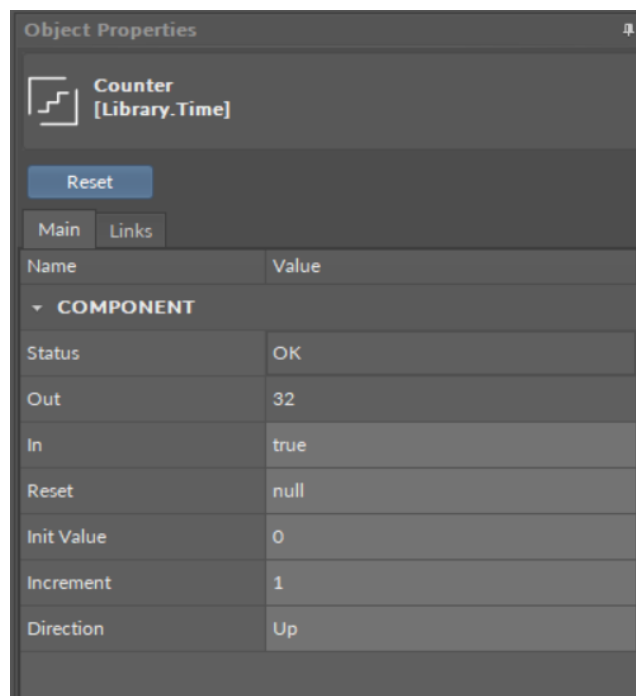 Object Properties
Counter
[Library.Time]
Reset
Main Links
Name Value
COMPONENT
Status OK
Out 32
In true
Reset null
Init Value 0
Increment 1
Direction Up